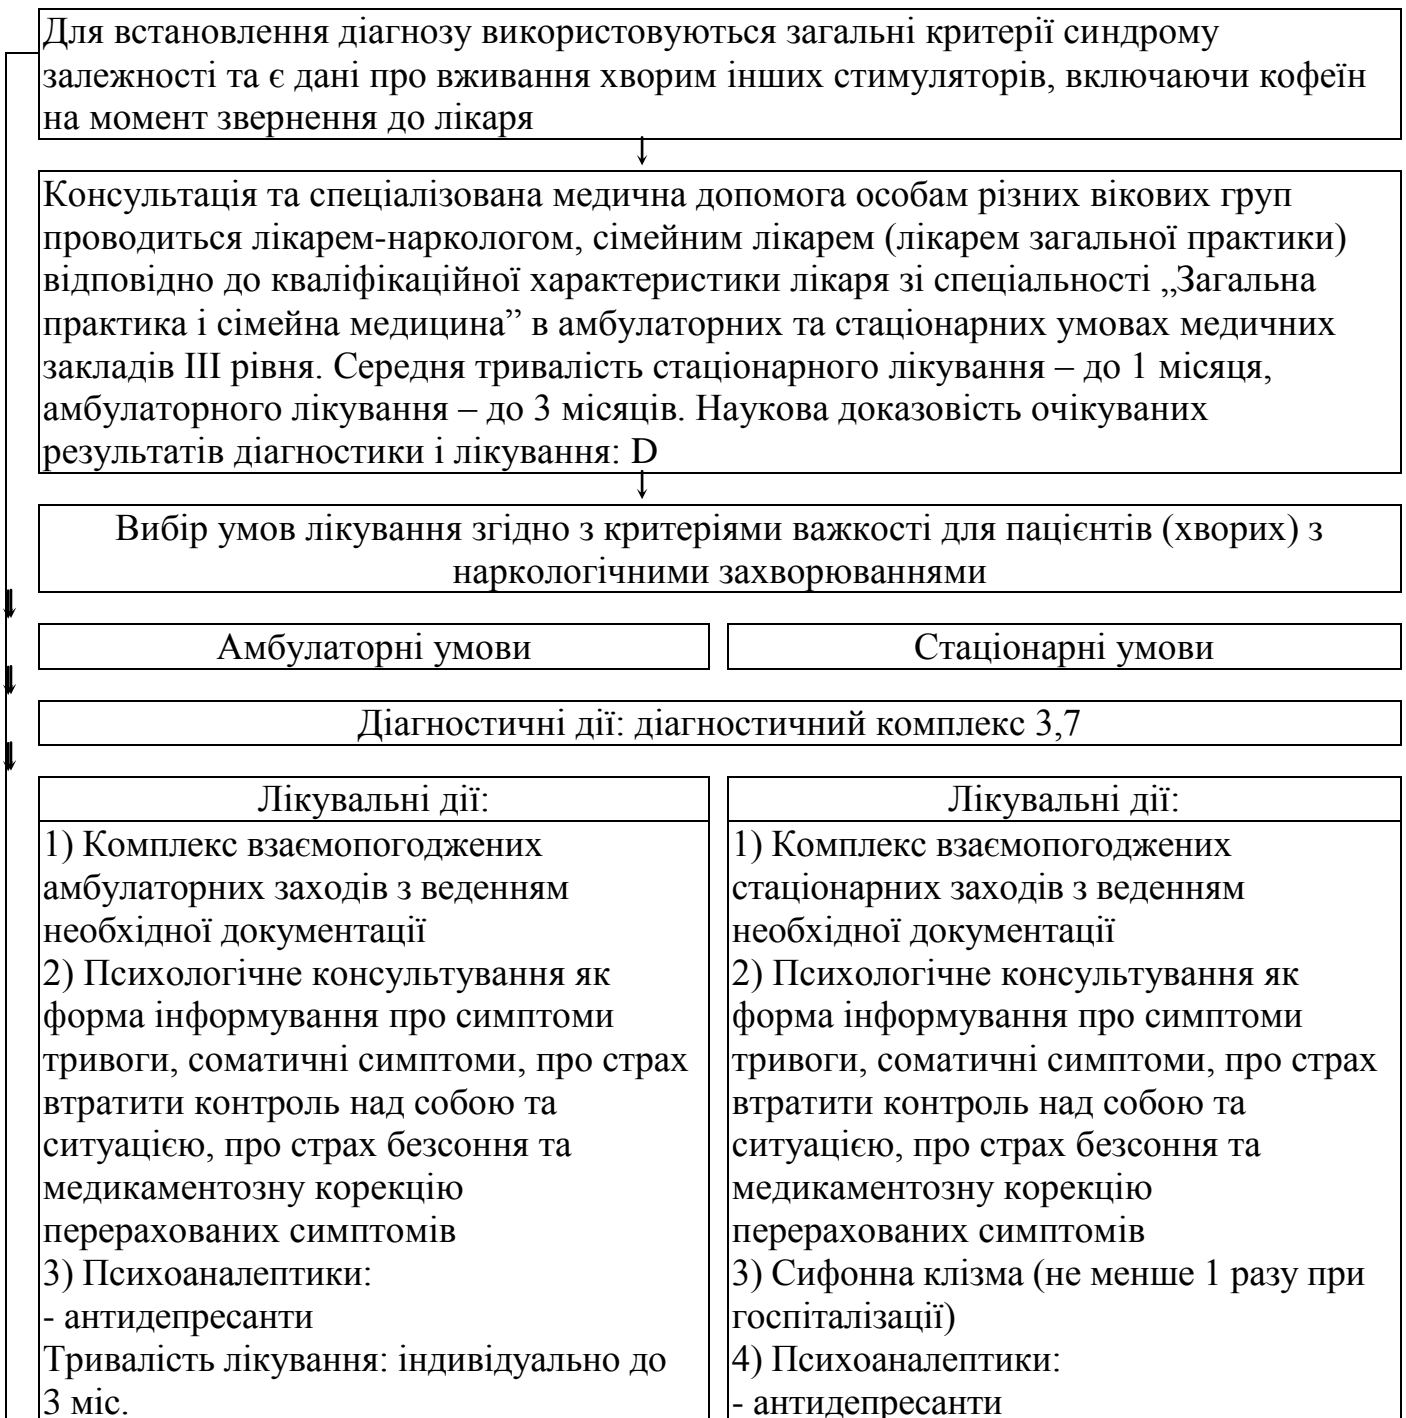 Для встановлення діагнозу використовуються загальні критерії синдрому
залежності та є дані про вживання хворим інших стимуляторів, включаючи кофеїн
на момент звернення до лікаря
Консультація та спеціалізована медична допомога особам різних вікових груп
проводиться лікарем-наркологом, сімейним лікарем (лікарем загальної практики)
відповідно до кваліфікаційної характеристики лікаря зі спеціальності „Загальна
практика і сімейна медицина” в амбулаторних та стаціонарних умовах медичних
закладів III рівня. Середня тривалість стаціонарного лікування – до 1 місяця,
амбулаторного лікування – до 3 місяців. Наукова доказовість очікуваних
результатів діагностики і лікування: D
Вибір умов лікування згідно з критеріями важкості для пацієнтів (хворих) з
наркологічними захворюваннями
Амбулаторні умови
Стаціонарні умови
Діагностичні дії: діагностичний комплекс 3,7
Лікувальні дії:
1) Комплекс взаємопогоджених
амбулаторних заходів з веденням
необхідної документації
2) Психологічне консультування як
форма інформування про симптоми
тривоги, соматичні симптоми, про страх
втратити контроль над собою та
ситуацією, про страх безсоння та
медикаментозну корекцію
перерахованих симптомів
3) Психоаналептики:
- антидепресанти
Тривалість лікування: індивідуально до
3 міс.
Лікувальні дії:
1) Комплекс взаємопогоджених
стаціонарних заходів з веденням
необхідної документації
2) Психологічне консультування як
форма інформування про симптоми
тривоги, соматичні симптоми, про страх
втратити контроль над собою та
ситуацією, про страх безсоння та
медикаментозну корекцію
перерахованих симптомів
3) Сифонна клізма (не менше 1 разу при
госпіталізації)
4) Психоаналептики:
- антидепресанти